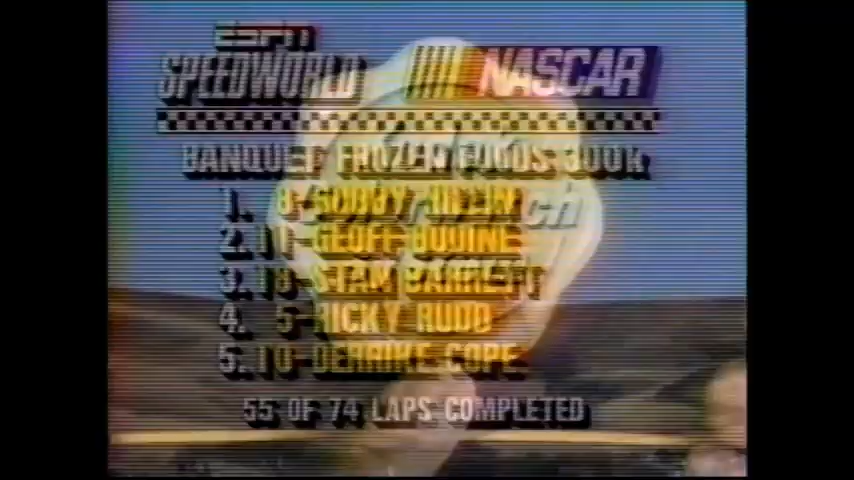 ESPN
SPEEDWORLD NASCAR
BANQUET FROZEN FOODS 300K
1. 8-BOBBY HILLIN
2. 11-GEOFF BODINE
3. 18-STAN BARRETT
4. 5-RICKY RUDD
5. 10-DERRIKE COPE
55 OF 74 LAPS COMPLETED